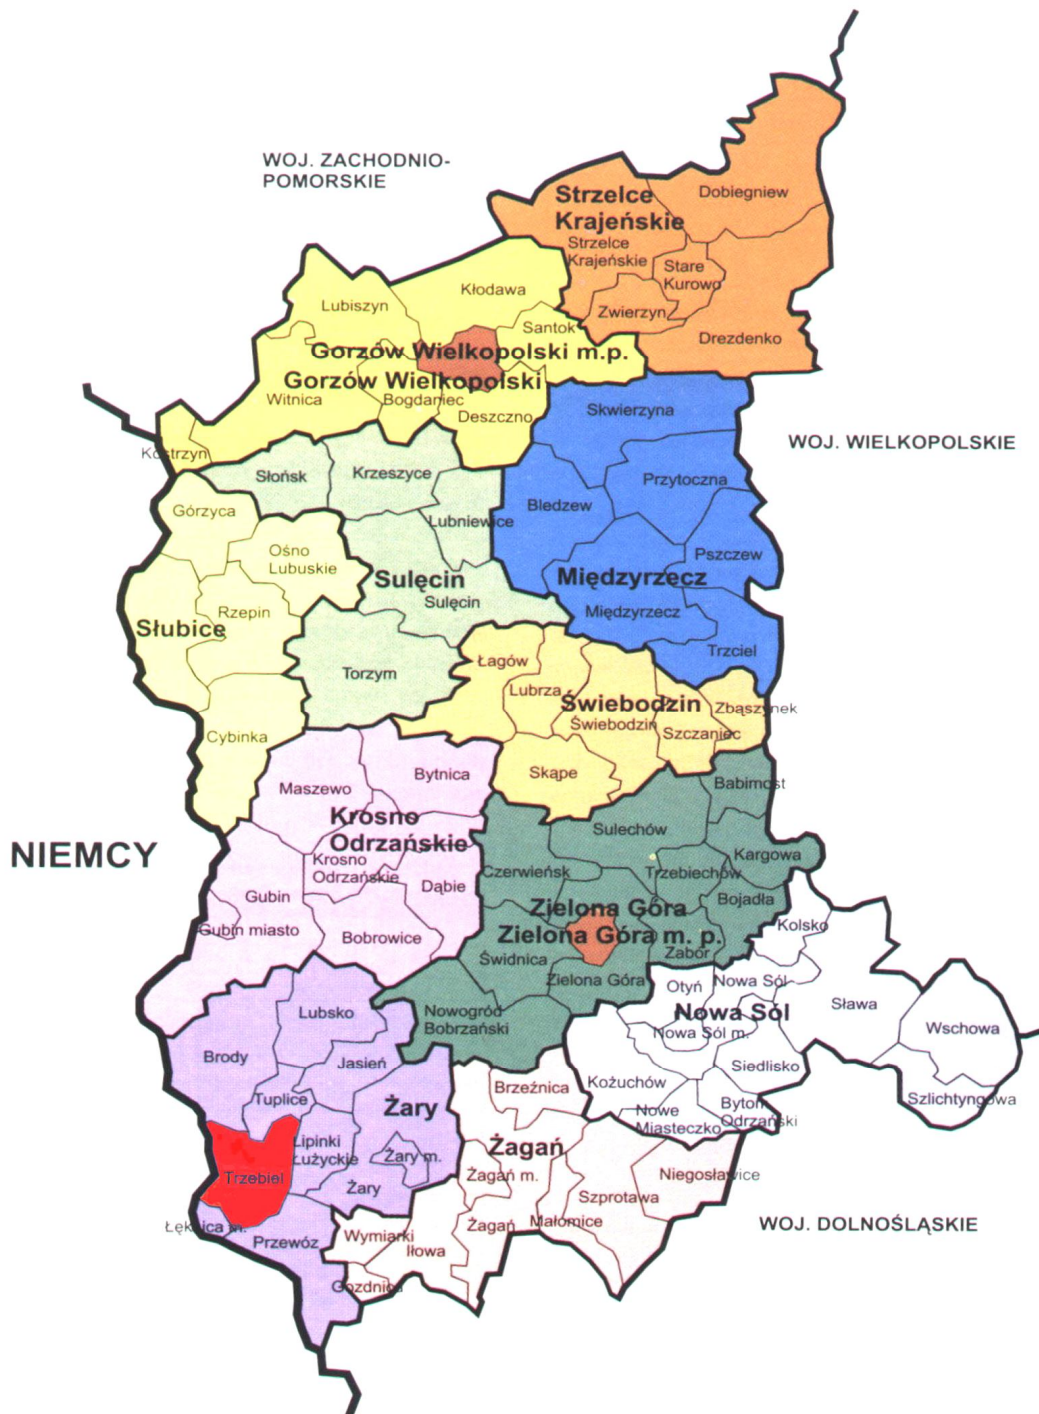 WOJ. ZACHODNIO-
POMORSKIE
Strzelce
Krajeńskie
Dobiegniew
Strzelce
Krajeńskie
Stare
Kurowo
Zwierzyn
Drezdenko
Kłodawa
Lubiszyn
Santok
Gorzów Wielkopolski m.p.
Gorzów Wielkopolski
Witnica
Bogdaniec
Deszczno
Kostrzyn
Skwierzyna
WOJ. WIELKOPOLSKIE
Słońsk
Krzeszyce
Przytoczna
Bledzew
Lubniewice
Górzyca
Ośno
Lubuskie
Pszczew
Sulęcin
Sulęcin
Międzyrzecz
Międzyrzecz
Rzepin
Słubice
Trzciel
Torzym
Łagów
Lubrza
Świebodzin
Świebodzin
Zbąszynek
Szczaniec
Cybinka
Skąpe
Maszewo
Bytnica
Babimost
Krosno
Odrzańskie
Sulechów
NIEMCY
Krosno
Odrzańskie
Dąbie
Czerwieńsk
Trzebiechów
Kargowa
Gubin
Bojadła
Zielona Góra
Zielona Góra m. p.
Gubin miasto
Bobrowice
Kolsko
Zabór
Świdnica
Zielona Góra
Otyń
Nowa Sól
Nowa Sól
Nowa Sól m.
Sława
Wschowa
Lubsko
Nowogród
Bobrzański
Brody
Jasień
Siedlisko
Kożuchów
Brzeźnica
Tuplice
Żary
Nowe
Miasteczko
Bytom
Odrzański
Szlichtyngowa
Lipinki
Łużyckie
Żary m.
Żagań
Żagań m.
Niegosławice
Trzebiel
Żary
Szprotawa
Łęknica m.
Przewóz
Wymiarki
Iłowa
Żagań
Małomice
WOJ. DOLNOŚLĄSKIE
Gozdnica